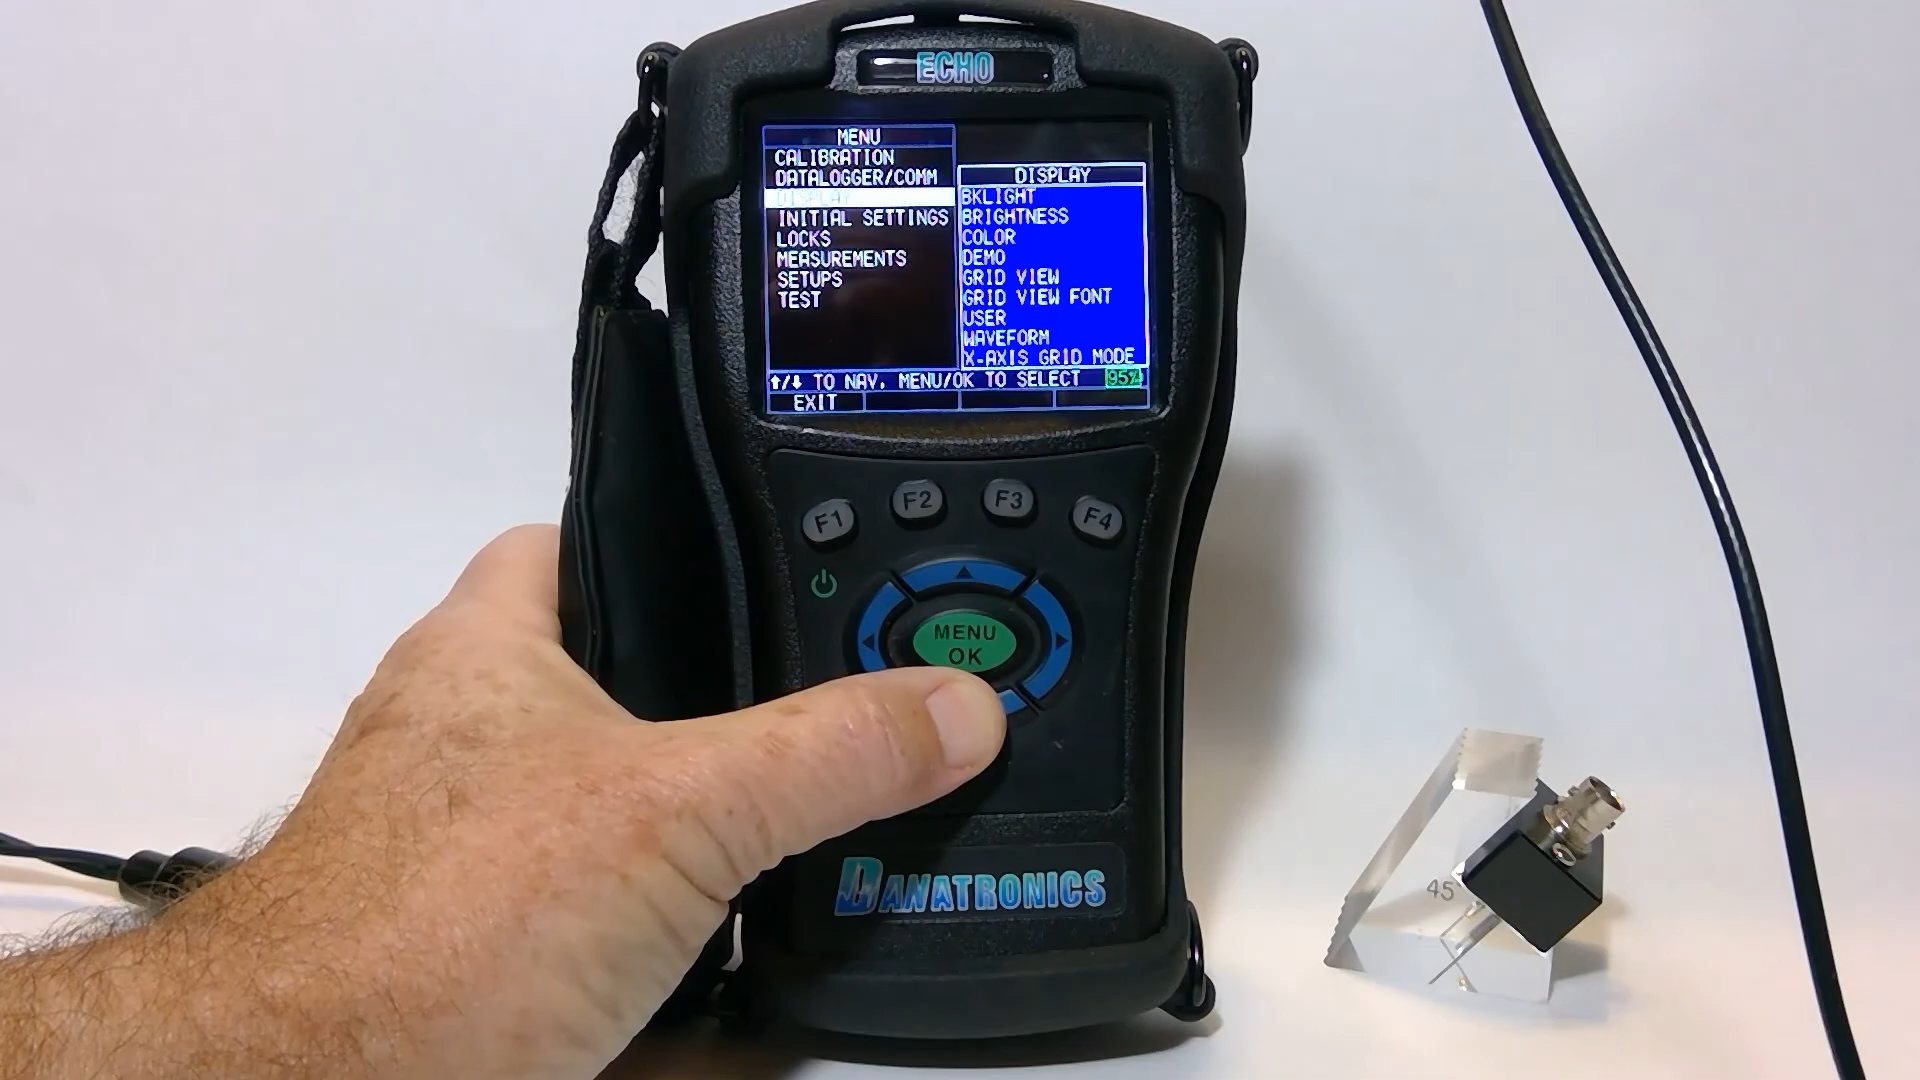 ECHO
MENU
CALIBRATION
DATALOGGER/COMM
DISPLAY
INITIAL SETTINGS
LOCKS
MEASUREMENTS
SETUPS
TEST
DISPLAY
BKLIGHT
BRIGHTNESS
COLOR
DEMO
GRID VIEW
GRID VIEW FONT
USER
WAVEFORM
X-AXIS GRID MODE
↑/↓ TO NAV. MENU/OK TO SELECT 95%
EXIT
F1 F2 F3 F4
MENU
OK
DANATRONICS
45°